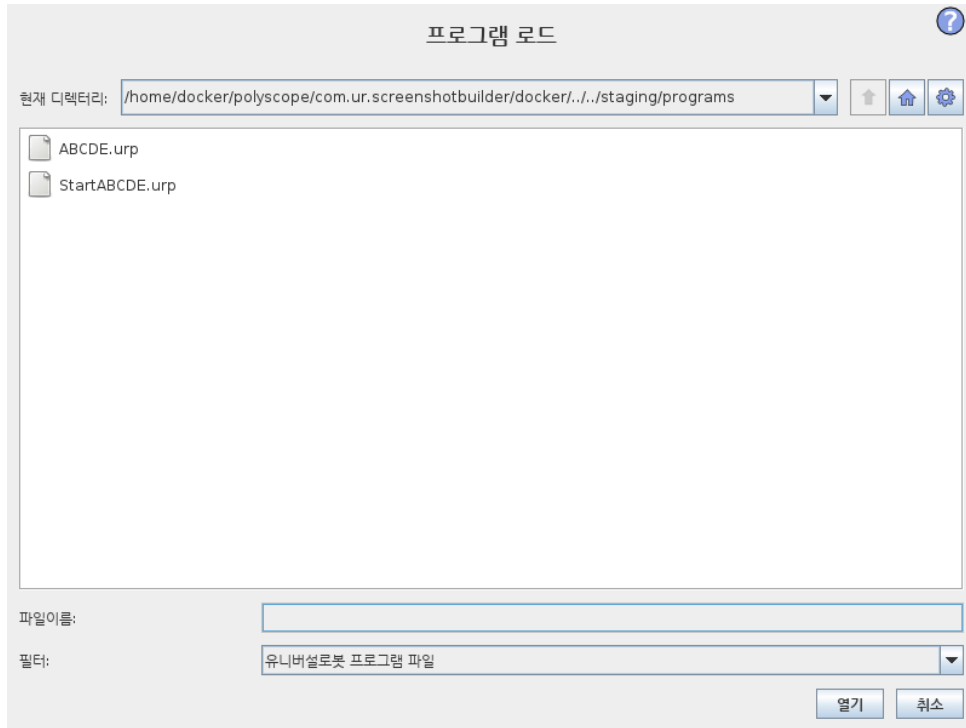 프로그램 로드
?
현재 디렉터리: /home/docker/polyscope/com.ur.screenshotbuilder/docker/../../staging/programs
ABCDE.urp
StartABCDE.urp
파일이름:
필터: 유니버설로봇 프로그램 파일
열기 취소